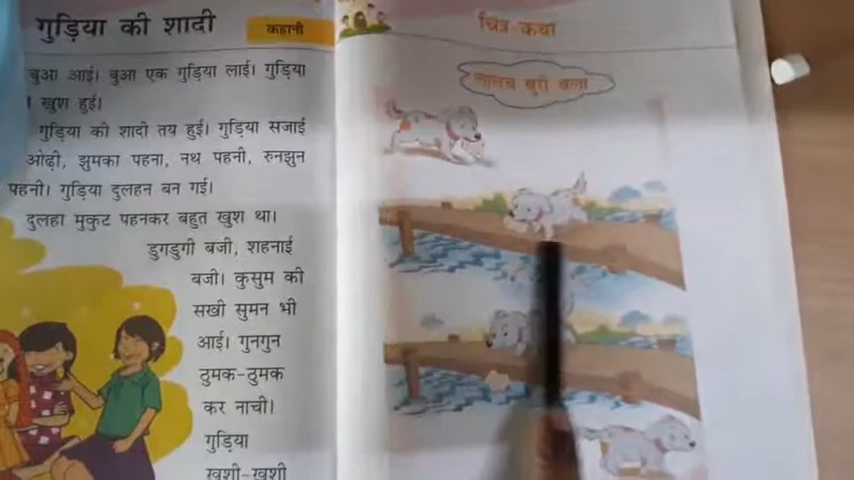 गुड़िया की शादी
कहानी
बुआ आई। बुआ एक गुड़िया लाई। गुड़िया
। खुश हुई।
गुड़िया की शादी तय हुई। गुड़िया सजाई
ओढ़ी, झुमका पहना, नथ पहनी, रुनझुन
पहनी। गुड़िया दुलहन बन गई।
दुलहा मुकुट पहनकर बहुत खुश था।
डुगडुगी बजी, शहनाई
बजी। कुसुम की
सखी सुमन भी
आई। गुनगुन
ठुमक-ठुमक
कर नाची।
गुड़िया
खुशी-खुशी
चित्र कथा
लालच बुरी बला